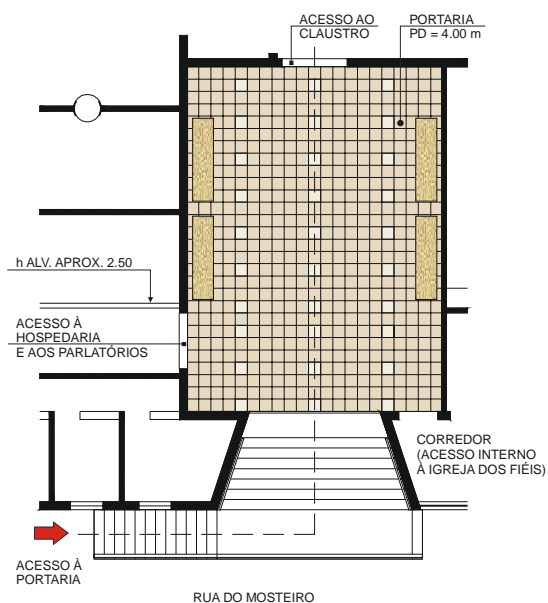 ACESSO AO
CLAUSTRO
PORTARIA
PD = 4.00 m
h ALV. APROX. 2.50
ACESSO À
HOSPEDARIA
E AOS PARLATÓRIOS
CORREDOR
(ACESSO INTERNO
À IGREJA DOS FIÉIS)
ACESSO À
PORTARIA
RUA DO MOSTEIRO